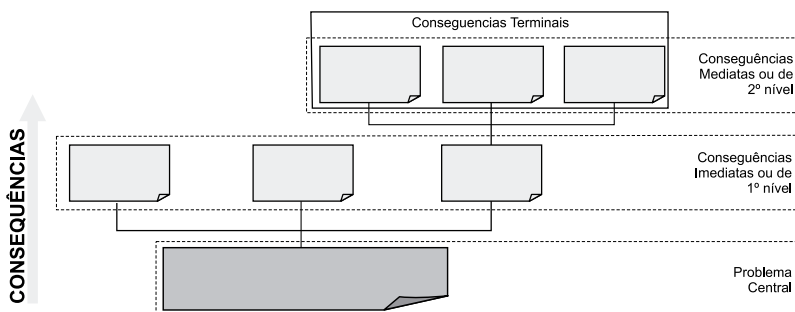 Conseguencias Terminais
Conseguências
Mediatas ou de
2º nível
CONSEQUÊNCIAS
Conseguências
Imediatas ou de
1º nível
Problema
Central